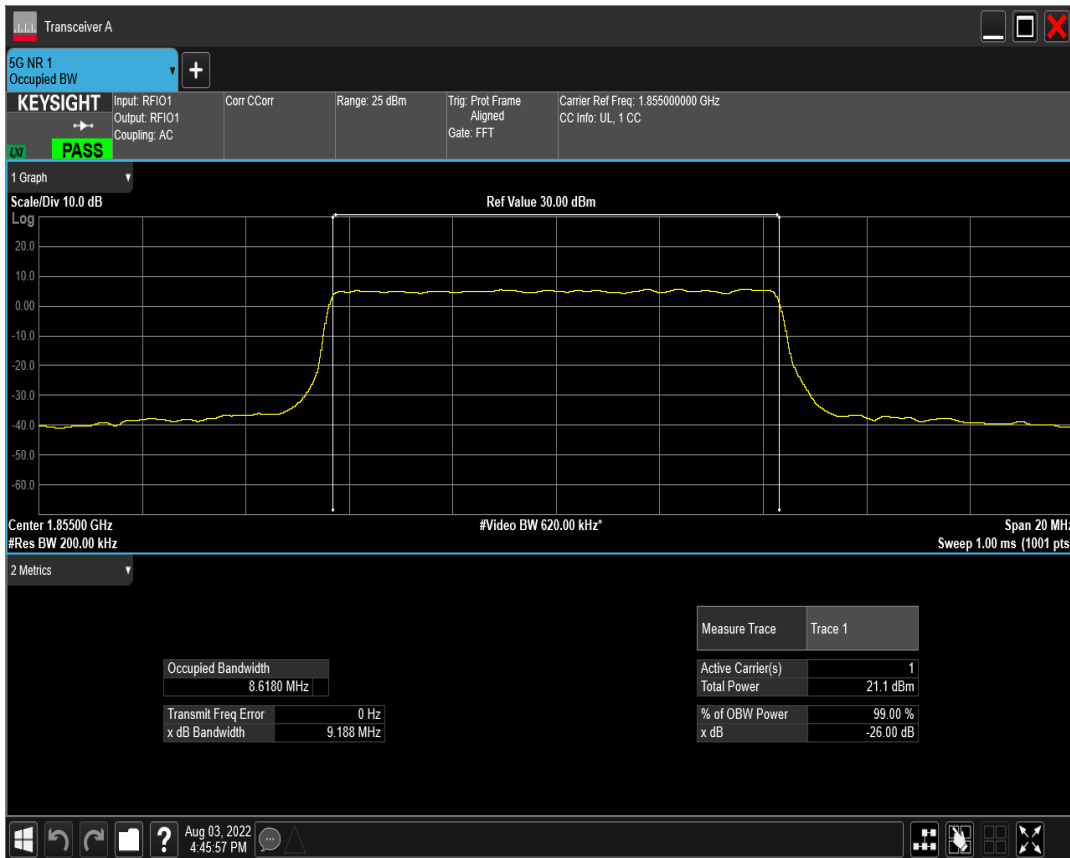 Transceiver A
5G NR 1
Occupied BW
KEYSIGHT
LXI
PASS
Input: RFIO1
Output: RFIO1
Coupling: AC
Corr CCorr
Range: 25 dBm
Trig: Prot Frame
Aligned
Gate: FFT
Carrier Ref Freq: 1.855000000 GHz
CC Info: UL, 1 CC
1 Graph
Scale/Div 10.0 dB
Ref Value 30.00 dBm
Log
20.0
10.0
0.00
-10.0
-20.0
-30.0
-40.0
-50.0
-60.0
Center 1.85500 GHz
#Video BW 620.00 kHz*
Span 20 MHz
#Res BW 200.00 kHz
Sweep 1.00 ms (1001 pts
2 Metrics
Measure Trace Trace 1
Occupied Bandwidth
8.6180 MHz
Active Carrier(s) 1
Total Power 21.1 dBm
Transmit Freq Error 0 Hz
x dB Bandwidth 9.188 MHz
% of OBW Power 99.00 %
x dB -26.00 dB
?
Aug 03, 2022
4:45:57 PM